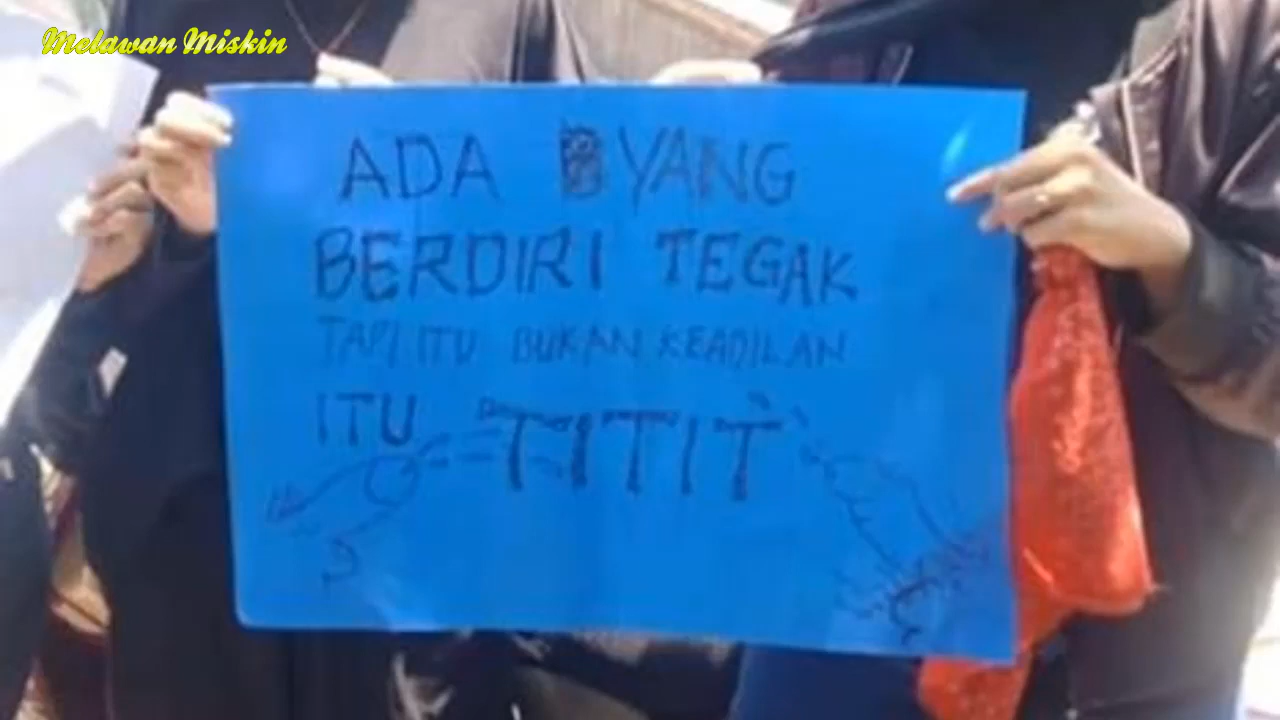 Melawan Miskin
ADA YANG
BERDIRI TEGAK
TAPI ITU BUKAN KEADILAN
ITU TITIT